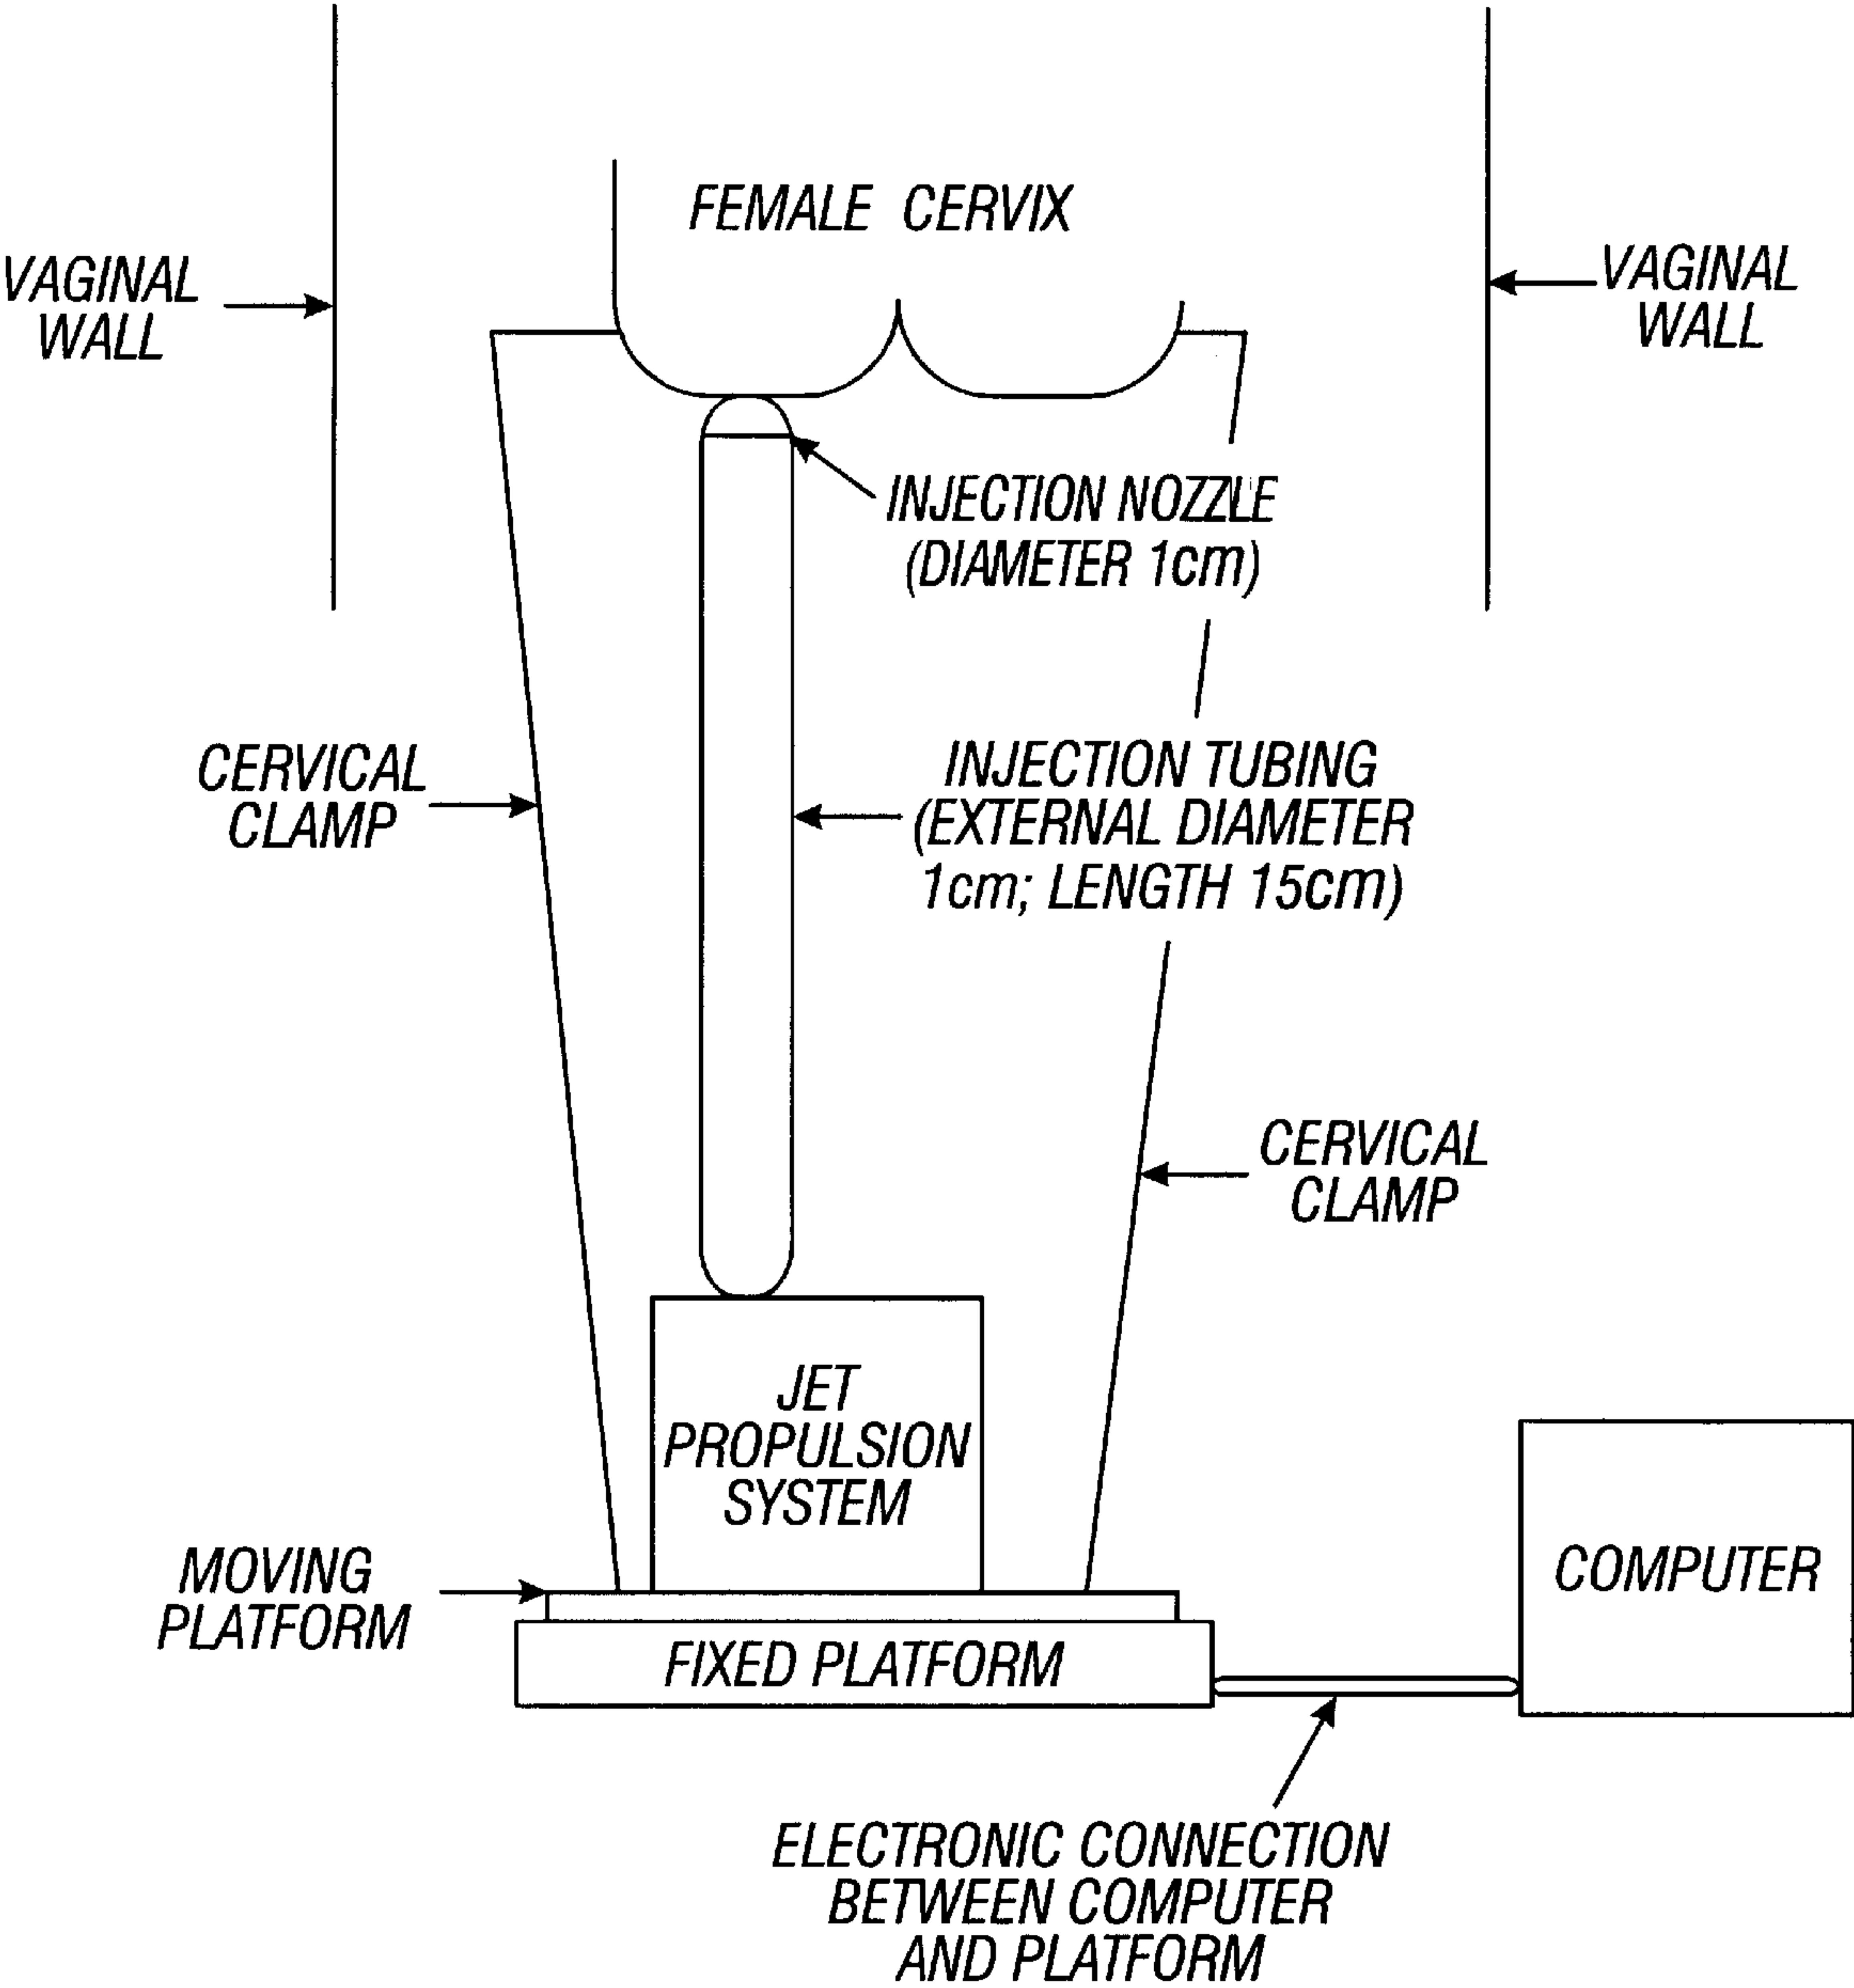 FEMALE CERVIX
VAGINAL
WALL
VAGINAL
WALL
INJECTION NOZZLE
(DIAMETER 1cm)
CERVICAL
CLAMP
INJECTION TUBING
(EXTERNAL DIAMETER
1cm; LENGTH 15cm)
CERVICAL
CLAMP
JET
PROPULSION
SYSTEM
MOVING
PLATFORM
COMPUTER
FIXED PLATFORM
ELECTRONIC CONNECTION
BETWEEN COMPUTER
AND PLATFORM